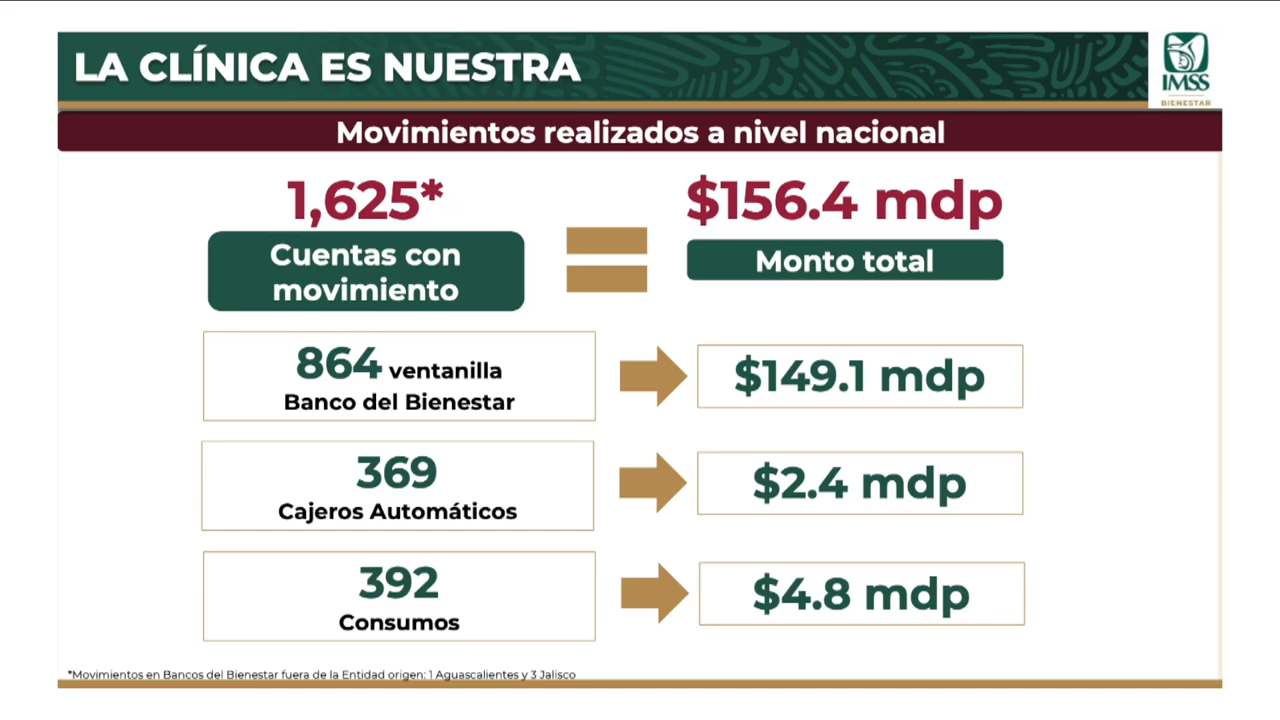 LA CLÍNICA ES NUESTRA
IMSS
BIENESTAR
Movimientos realizados a nivel nacional
1,625*
$156.4 mdp
Cuentas con
movimiento
Monto total
864 ventanilla
Banco del Bienestar
$149.1 mdp
369
Cajeros Automáticos
$2.4 mdp
392
Consumos
$4.8 mdp
*Movimientos en Bancos del Bienestar fuera de la Entidad origen: 1 Aguascalientes y 3 Jalisco